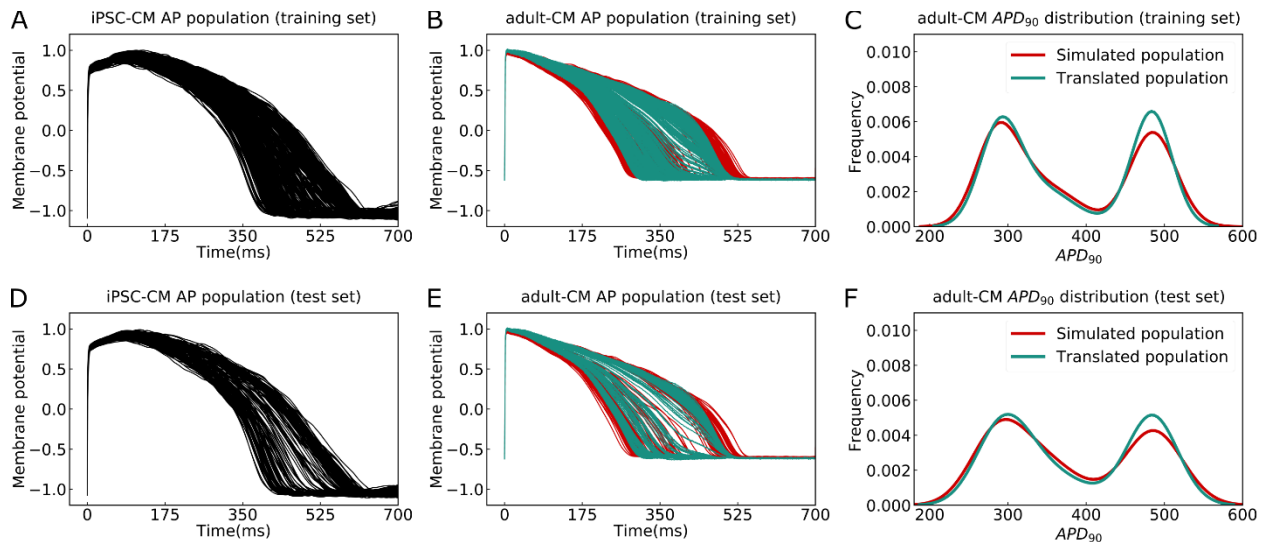 A
iPSC-CM AP population (training set)
Membrane potential
1.0
0.5
0.0
−0.5
−1.0
0
175
350
525
700
Time(ms)
B
adult-CM AP population (training set)
Membrane potential
1.0
0.5
0.0
−0.5
−1.0
0
175
350
525
700
Time(ms)
C
adult-CM APD90 distribution (training set)
Frequency
0.010
0.008
0.006
0.004
0.002
0.000
Simulated population
Translated population
200
300
400
500
600
APD90
D
iPSC-CM AP population (test set)
Membrane potential
1.0
0.5
0.0
−0.5
−1.0
0
175
350
525
700
Time(ms)
E
adult-CM AP population (test set)
Membrane potential
1.0
0.5
0.0
−0.5
−1.0
0
175
350
525
700
Time(ms)
F
adult-CM APD90 distribution (test set)
Frequency
0.010
0.008
0.006
0.004
0.002
0.000
Simulated population
Translated population
200
300
400
500
600
APD90